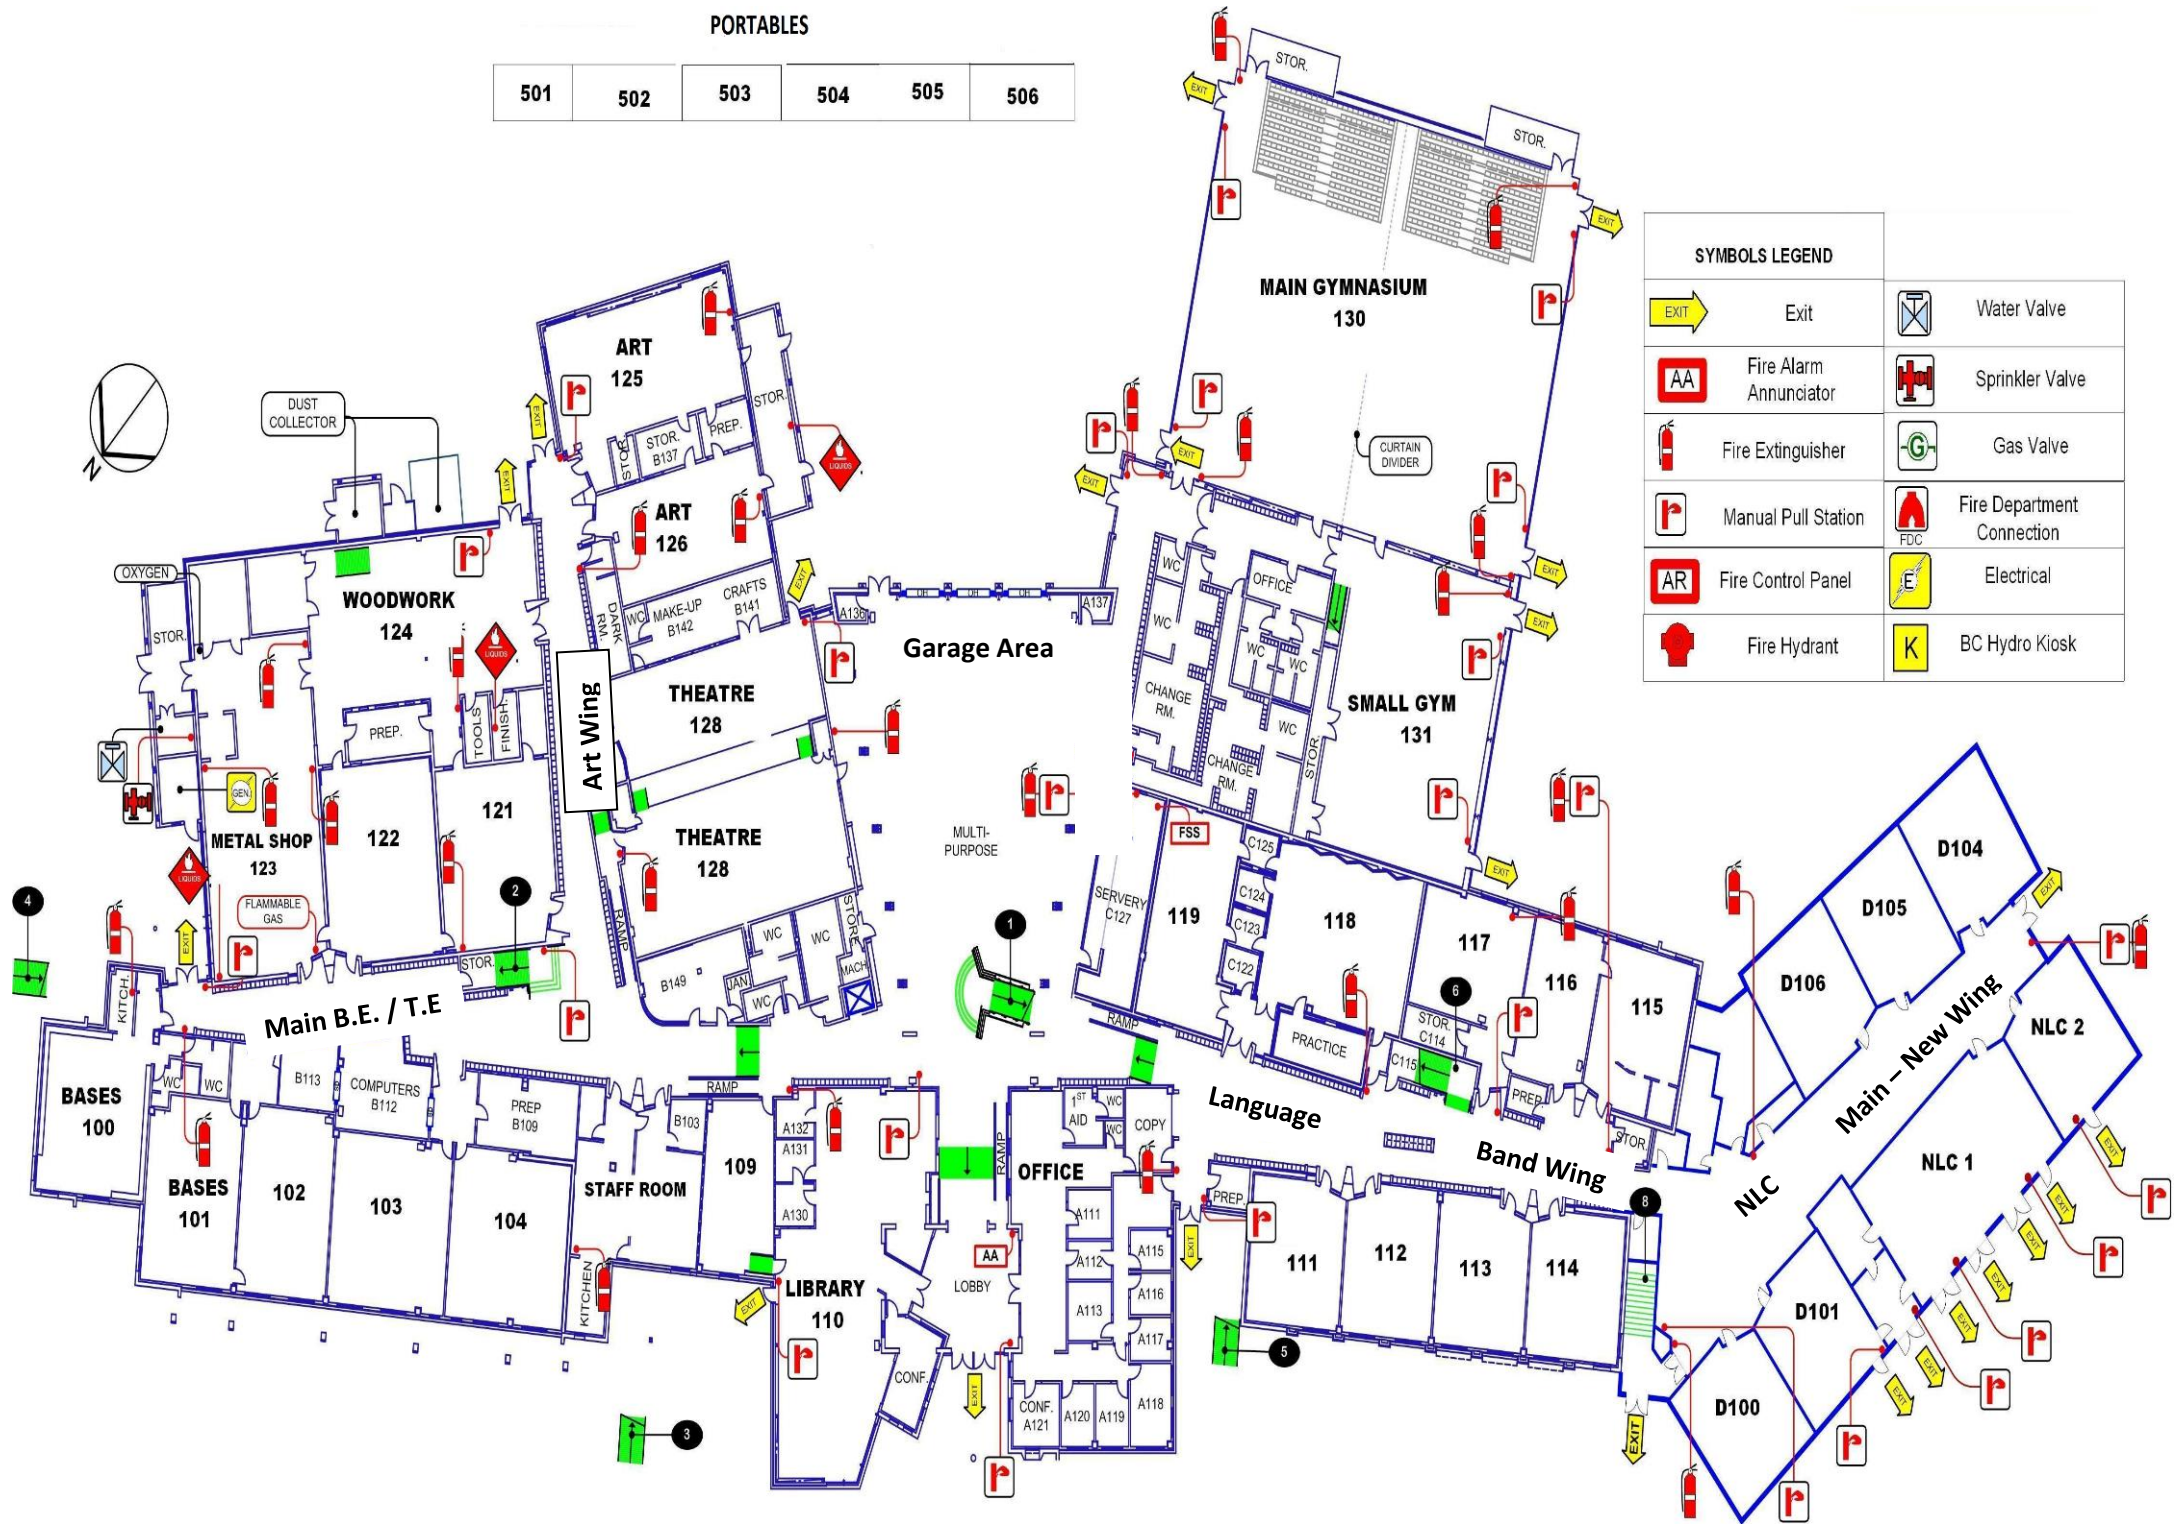 PORTABLES
501
502
503
504
505
506
STOR.
EXIT
STOR.
EXIT
MAIN GYMNASIUM
130
CURTAIN
DIVIDER
EXIT
EXIT
EXIT
EXIT
SYMBOLS LEGEND
EXIT
Exit
Water Valve
AA
Fire Alarm
Annunciator
Sprinkler Valve
Fire Extinguisher
G
Gas Valve
Manual Pull Station
FDC
Fire Department
Connection
AR
Fire Control Panel
E
Electrical
Fire Hydrant
K
BC Hydro Kiosk
N
DUST
COLLECTOR
ART
125
STOR.
STOR
STOR.
B137
PREP.
LIQUIDS
EXIT
EXIT
ART
126
DARK
RM.
WC
MAKE-UP
B142
CRAFTS
B141
EXIT
A136
OH
OH
OH
A137
Garage Area
OXYGEN
STOR.
WOODWORK
124
LIQUIDS
PREP.
TOOLS
FINISH.
Art Wing
THEATRE
128
THEATRE
128
GEN.
METAL SHOP
123
122
121
LIQUIDS
FLAMMABLE
GAS
EXIT
4
2
STOR.
RAMP
B149
JAN
WC
WC
WC
STORE
MACH
MULTI-
PURPOSE
1
WC
WC
CHANGE
RM.
OFFICE
WC
WC
WC
CHANGE
RM.
STOR.
SMALL GYM
131
EXIT
FSS
SERVERY
C127
119
C125
C124
C123
C122
118
117
116
115
6
STOR.
C114
C115
PRACTICE
PREP.
STOR.
RAMP
D104
D105
D106
EXIT
NLC 2
Main – New Wing
NLC 1
NLC
EXIT
EXIT
EXIT
EXIT
EXIT
EXIT
EXIT
D101
D100
EXIT
KITCH.
Main B.E. / T.E
BASES
100
WC
WC
BASES
101
B113
COMPUTERS
B112
PREP
B109
102
103
104
STAFF ROOM
KITCHEN
B103
RAMP
109
A132
A131
A130
LIBRARY
110
EXIT
CONF.
3
RAMP
OFFICE
1ST
AID
WC
WC
COPY
AA
LOBBY
A111
A112
A113
A115
A116
A117
A118
CONF.
A121
A120
A119
EXIT
Language
Band Wing
PREP.
EXIT
111
112
113
114
5
8